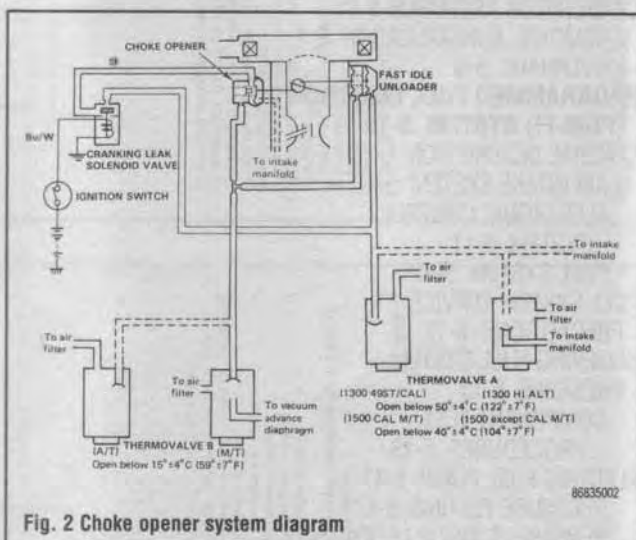 CHOKE OPENER
FAST IDLE
UNLOADER
Bu/W
CRANKING LEAK
SOLENOID VALVE
To intake
manifold
IGNITION SWITCH
To intake
manifold
To air
filter
To air
filter
To intake
manifold
To air
filter
To air
filter
To vacuum
advance
diaphragm
THERMOVALVE A
(1300 49ST/CAL) (1300 HI ALT)
Open below 50°±4°C (122°±7°F)
(1500 CAL M/T) (1500 except CAL M/T)
Open below 40°±4°C (104°±7°F)
(A/T) THERMOVALVE B (M/T)
Open below 15°±4°C (59°±7°F)
86835002
Fig. 2 Choke opener system diagram